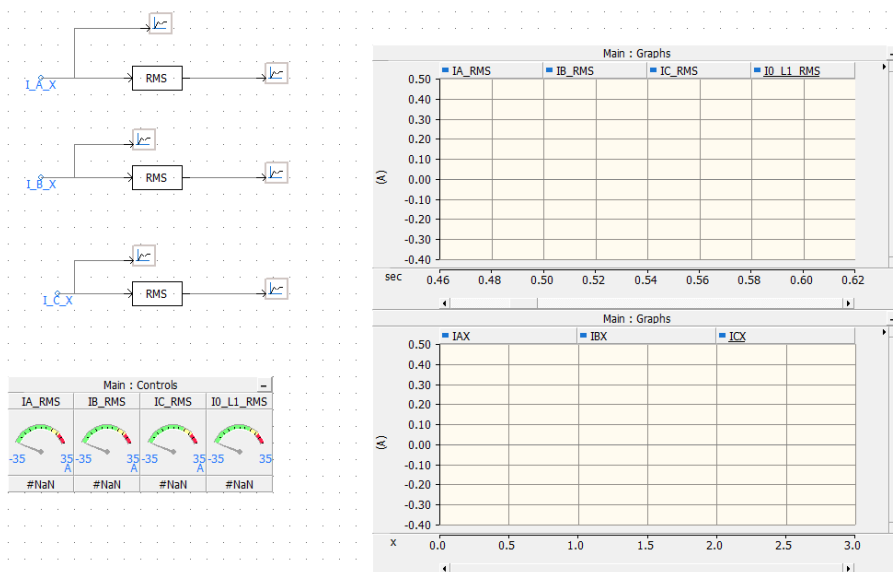 RMS
I_A_X
RMS
I_B_X
RMS
I_C_X
Main : Controls
IA_RMS IB_RMS IC_RMS I0_L1_RMS
-35 35 -35 35 -35 35 -35 35
A A A
#NaN #NaN #NaN #NaN
Main : Graphs
IA_RMS IB_RMS IC_RMS I0_L1_RMS
0.50
0.40
0.30
0.20
0.10
0.00
-0.10
-0.20
-0.30
-0.40
(A)
sec 0.46 0.48 0.50 0.52 0.54 0.56 0.58 0.60 0.62
Main : Graphs
IAX IBX ICX
0.50
0.40
0.30
0.20
0.10
0.00
-0.10
-0.20
-0.30
-0.40
(A)
x 0.0 0.5 1.0 1.5 2.0 2.5 3.0